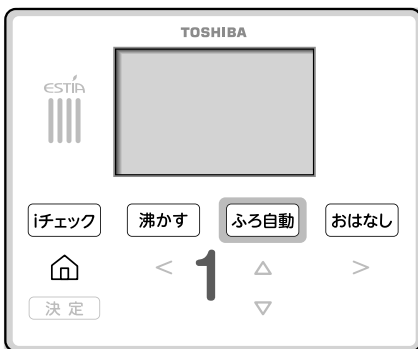 TOSHIBA
ESTÍA
iチェック 沸かす ふろ自動 おはなし
< 1 △ >
決定 ▽